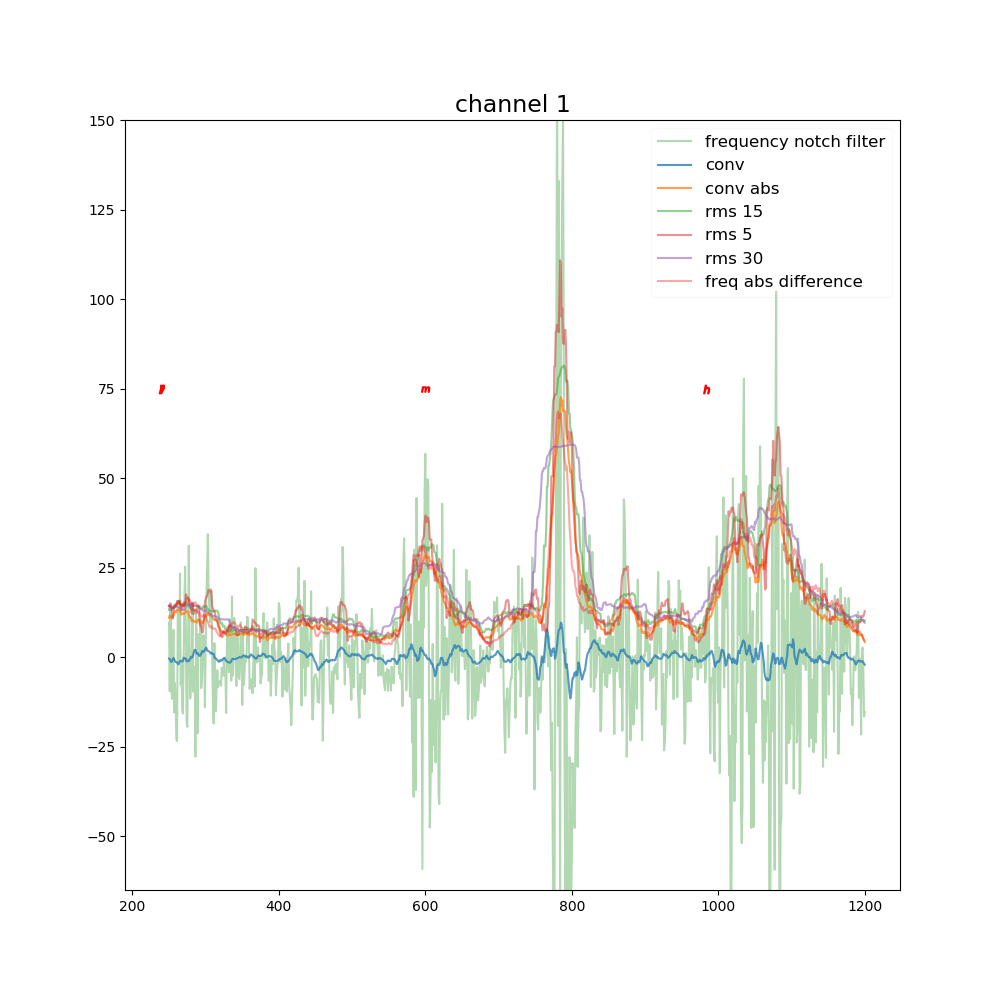 channel 1
150
125
100
75
50
25
0
−25
−50
frequency notch filter
conv
conv abs
rms 15
rms 5
rms 30
freq abs difference
m
h
200
400
600
800
1000
1200